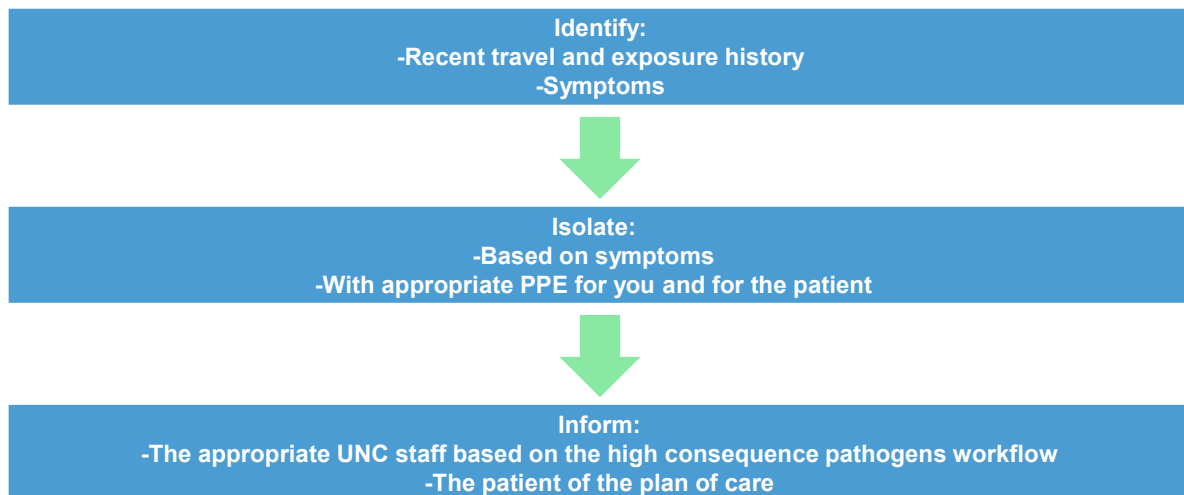 Identify:
-Recent travel and exposure history
-Symptoms
Isolate:
-Based on symptoms
-With appropriate PPE for you and for the patient
Inform:
-The appropriate UNC staff based on the high consequence pathogens workflow
-The patient of the plan of care